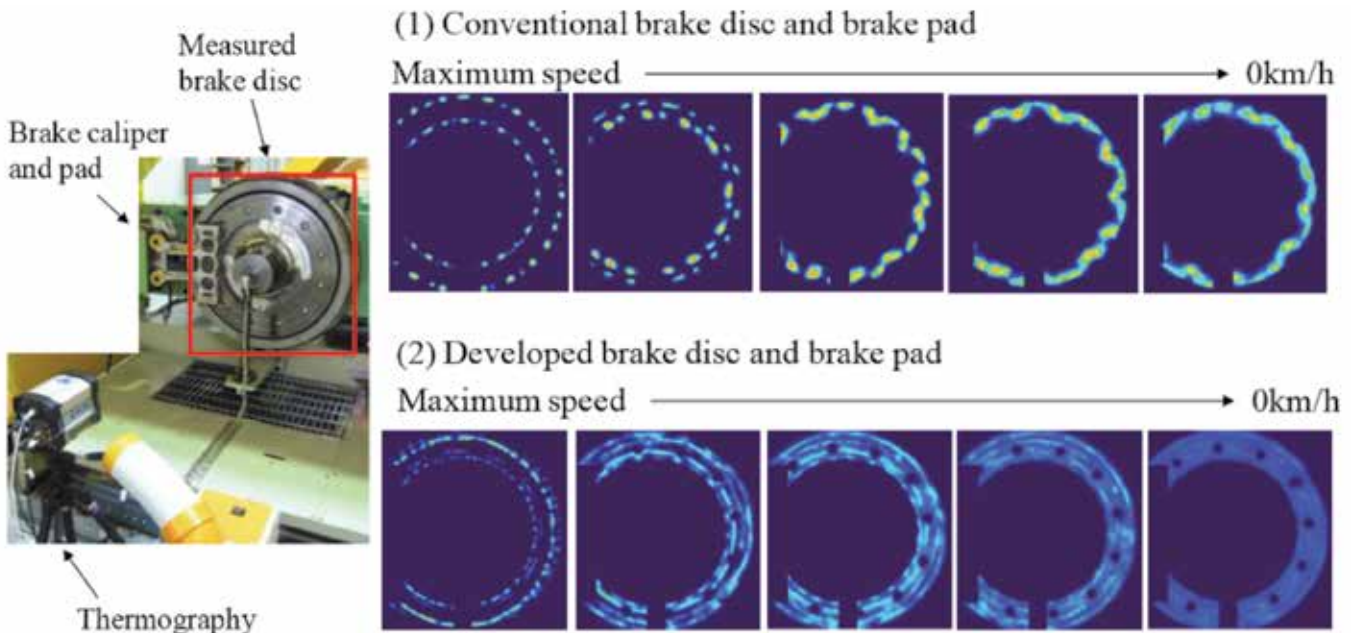 Measured
brake disc
Brake caliper
and pad
Thermography
(1) Conventional brake disc and brake pad
Maximum speed
0km/h
(2) Developed brake disc and brake pad
Maximum speed
0km/h